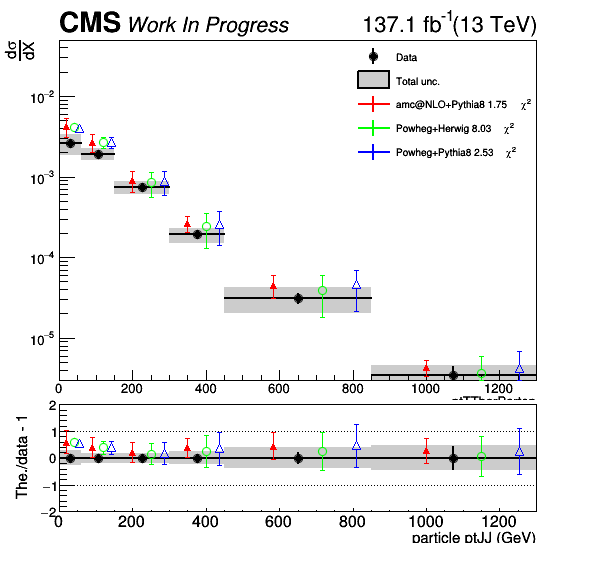 CMS Work In Progress 137.1 fb⁻¹(13 TeV)
dσ
dX
Data
Total unc.
amc@NLO+Pythia8 1.75 χ²
Powheg+Herwig 8.03 χ²
Powheg+Pythia8 2.53 χ²
10⁻²
10⁻³
10⁻⁴
10⁻⁵
0 200 400 600 800 1000 1200
The./data - 1
2
1
0
−1
−2
0 200 400 600 800 1000 1200
particle ptJJ (GeV)